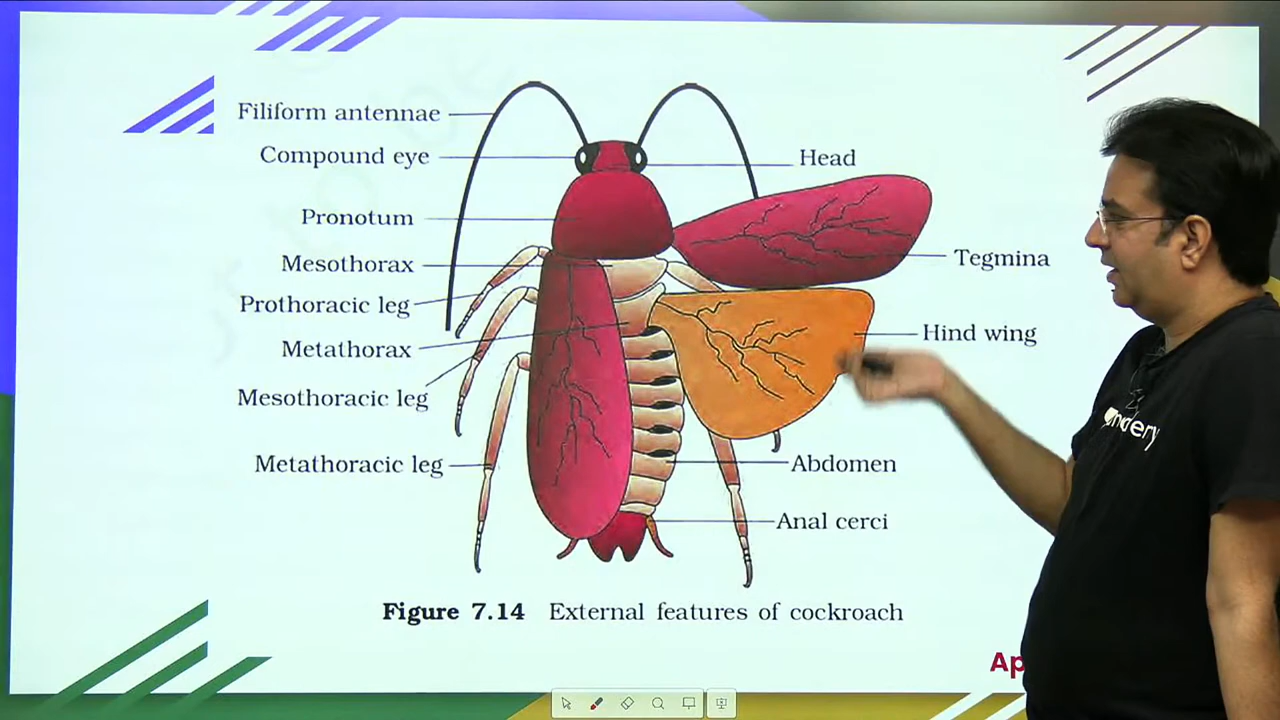 Filiform antennae
Compound eye
Head
Pronotum
Tegmina
Mesothorax
Prothoracic leg
Hind wing
Metathorax
Mesothoracic leg
Metathoracic leg
Abdomen
Anal cerci
Figure 7.14 External features of cockroach